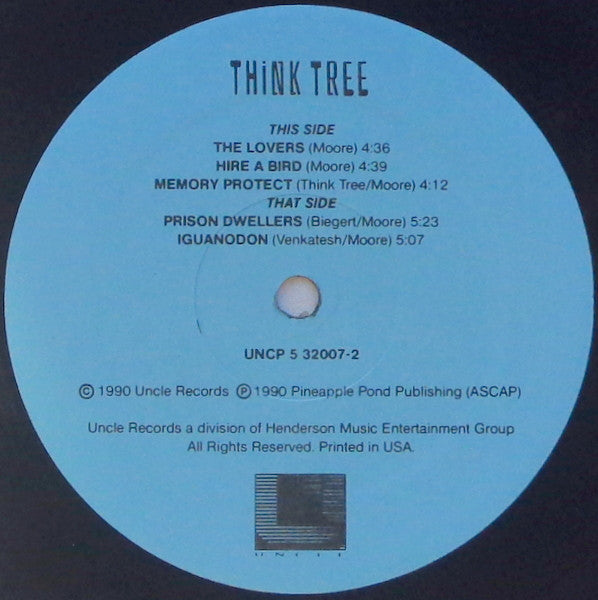 THiNK TREE
THIS SIDE
THE LOVERS (Moore) 4:36
HIRE A BIRD (Moore) 4:39
MEMORY PROTECT (Think Tree/Moore) 4:12
THAT SIDE
PRISON DWELLERS (Biegert/Moore) 5:23
IGUANODON (Venkatesh/Moore) 5:07
UNCP 5 32007-2
© 1990 Uncle Records ℗ 1990 Pineapple Pond Publishing (ASCAP)
Uncle Records a division of Henderson Music Entertainment Group
All Rights Reserved. Printed in USA.
UNCLE